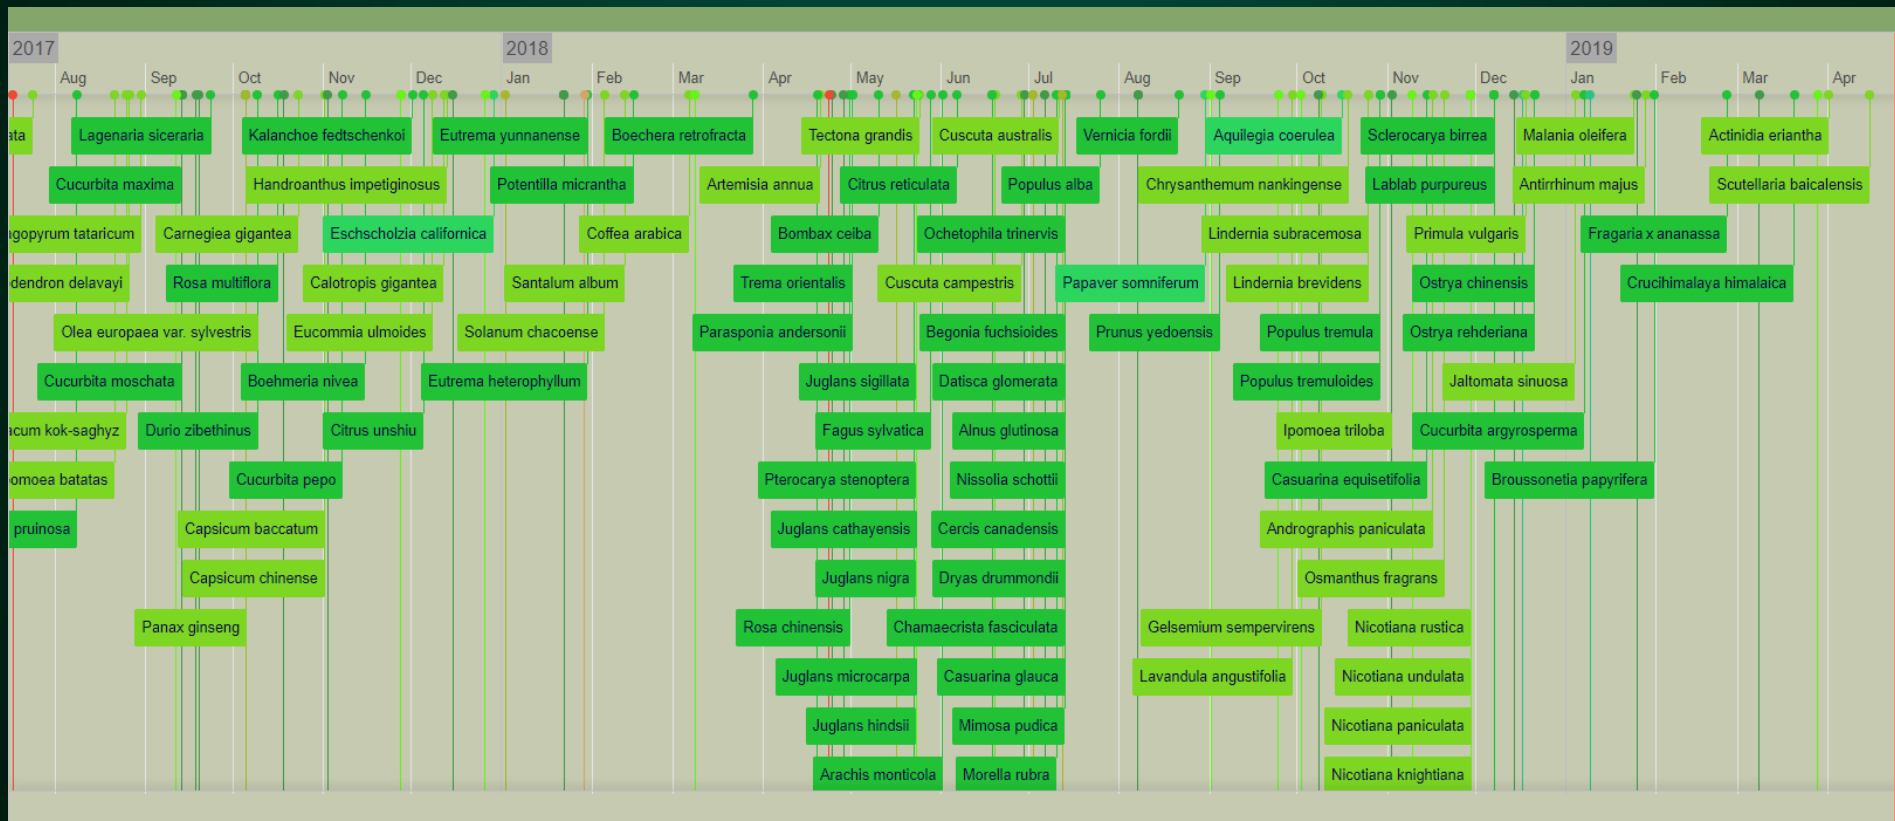 2017 2018 2019
Aug Sep Oct Nov Dec Jan Feb Mar Apr May Jun Jul Aug Sep Oct Nov Dec Jan Feb Mar Apr
ata Lagenaria siceraria Kalanchoe fedtschenkoi Eutrema yunnanense Boechera retrofracta Tectona grandis Cuscuta australis Vernicia fordii Aquilegia coerulea Sclerocarya birrea Malania oleifera Actinidia eriantha
Cucurbita maxima Handroanthus impetiginosus Potentilla micrantha Artemisia annua Citrus reticulata Populus alba Chrysanthemum nankingense Lablab purpureus Antirrhinum majus Scutellaria baicalensis
gopyrum tataricum Carnegiea gigantea Eschscholzia californica Coffea arabica Bombax ceiba Ochetophila trinervis Lindernia subracemosa Primula vulgaris Fragaria x ananassa
dendron delavayi Rosa multiflora Calotropis gigantea Santalum album Trema orientalis Cuscuta campestris Papaver somniferum Lindernia brevidens Ostrya chinensis Crucihimalaya himalaica
Olea europaea var. sylvestris Eucommia ulmoides Solanum chacoense Parasponia andersonii Begonia fuchsioides Prunus yedoensis Populus tremula Ostrya rehderiana
Cucurbita moschata Boehmeria nivea Eutrema heterophyllum Juglans sigillata Datisca glomerata Populus tremuloides Jaltomata sinuosa
acum kok-saghyz Durio zibethinus Citrus unshiu Fagus sylvatica Alnus glutinosa Ipomoea triloba Cucurbita argyrosperma
omoea batatas Cucurbita pepo Pterocarya stenoptera Nissolia schottii Casuarina equisetifolia Broussonetia papyrifera
pruinosa Capsicum baccatum Juglans cathayensis Cercis canadensis Andrographis paniculata
Capsicum chinense Juglans nigra Dryas drummondii Osmanthus fragrans
Panax ginseng Rosa chinensis Chamaecrista fasciculata Gelsemium sempervirens Nicotiana rustica
Juglans microcarpa Casuarina glauca Lavandula angustifolia Nicotiana undulata
Juglans hindsii Mimosa pudica Nicotiana paniculata
Arachis monticola Morella rubra Nicotiana knightiana